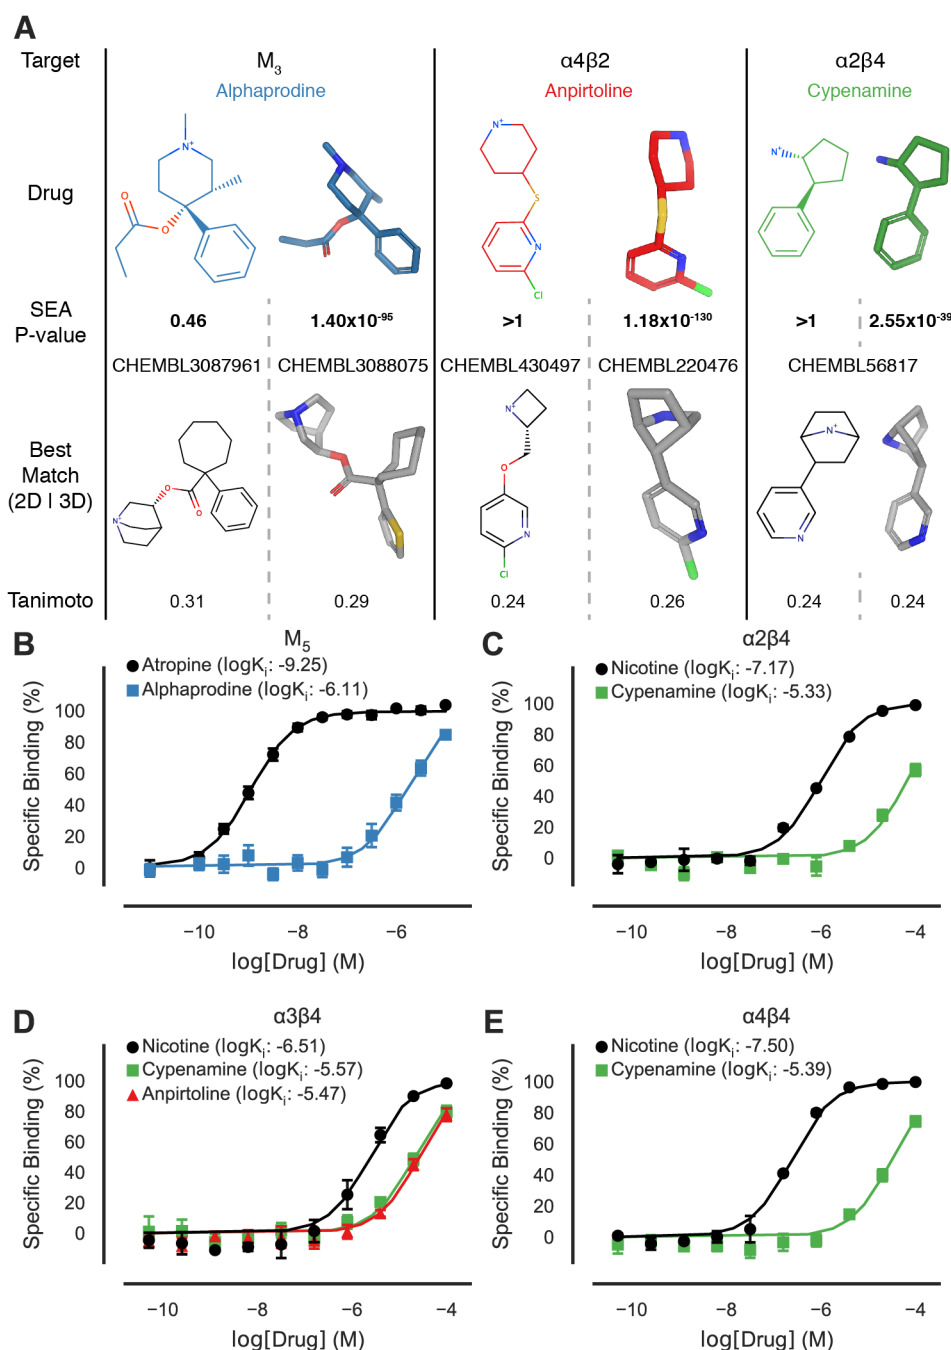 A
Target M3 α4β2 α2β4
Alphaprodine Anpirtoline Cypenamine
Drug
N+ O O
N+ S N Cl
N+
SEA
P-value
0.46 1.40x10-95 >1 1.18x10-130 >1 2.55x10-39
CHEMBL3087961 CHEMBL3088075 CHEMBL430497 CHEMBL220476 CHEMBL56817
Best
Match
(2D | 3D)
N+ O O
N+ O N Cl
N+ N
Tanimoto 0.31 0.29 0.24 0.26 0.24 0.24
B
M5
Atropine (logKi: -9.25)
Alphaprodine (logKi: -6.11)
Specific Binding (%)
100
80
60
40
20
0
−10 −8 −6
log[Drug] (M)
C
α2β4
Nicotine (logKi: -7.17)
Cypenamine (logKi: -5.33)
Specific Binding (%)
100
80
60
40
20
0
−10 −8 −6 −4
log[Drug] (M)
D
α3β4
Nicotine (logKi: -6.51)
Cypenamine (logKi: -5.57)
Anpirtoline (logKi: -5.47)
Specific Binding (%)
100
80
60
40
20
0
−10 −8 −6 −4
log[Drug] (M)
E
α4β4
Nicotine (logKi: -7.50)
Cypenamine (logKi: -5.39)
Specific Binding (%)
100
80
60
40
20
0
−10 −8 −6 −4
log[Drug] (M)